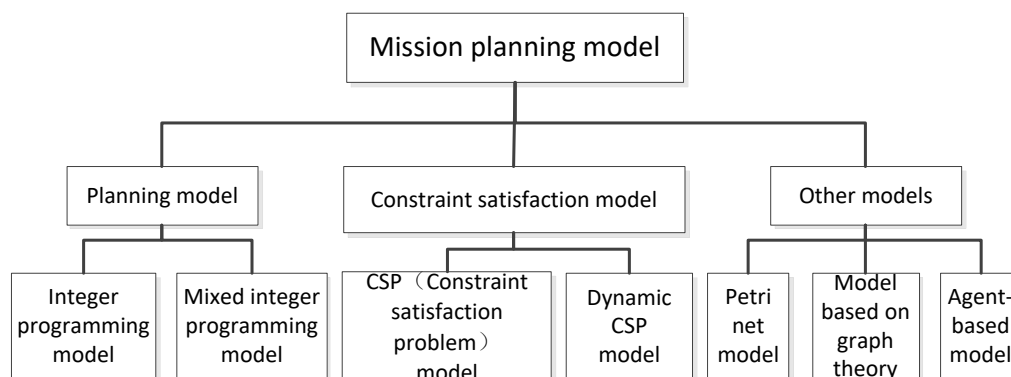 Mission planning model
Planning model
Constraint satisfaction model
Other models
Integer
programming
model
Mixed integer
programming
model
CSP（Constraint
satisfaction
problem）
model
Dynamic
CSP
model
Petri
net
model
Model
based on
graph
theory
Agent-
based
model